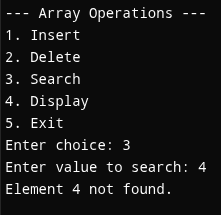 --- Array Operations ---
1. Insert
2. Delete
3. Search
4. Display
5. Exit
Enter choice: 3
Enter value to search: 4
Element 4 not found.